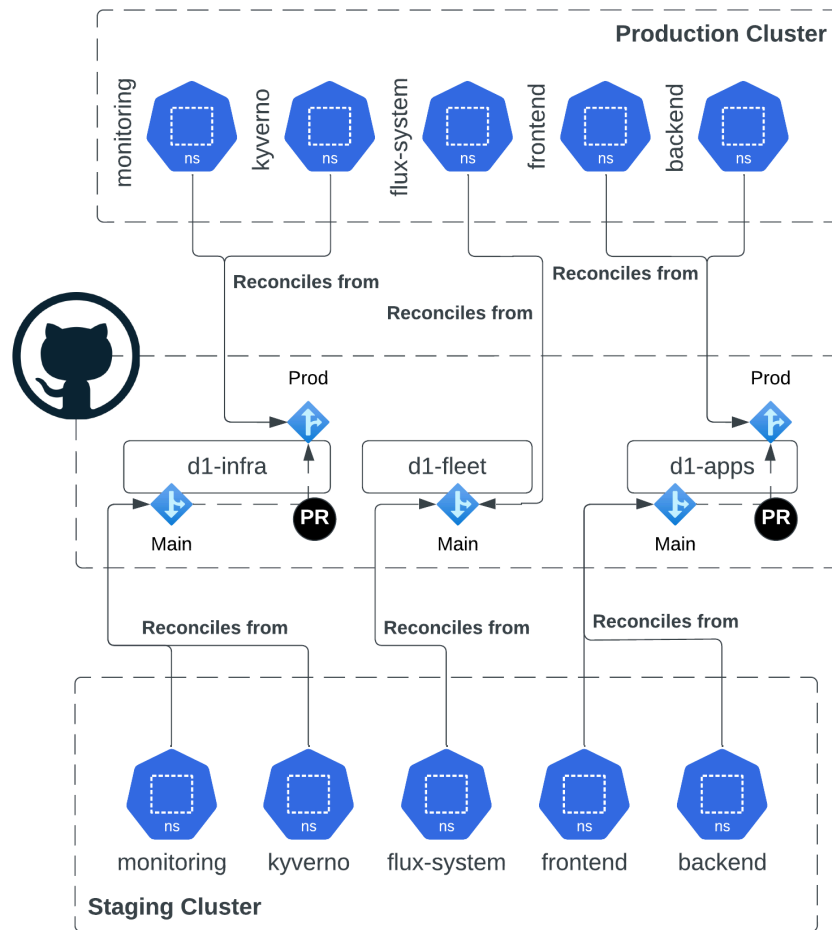 Production Cluster
monitoring
kyverno
flux-system
frontend
backend
ns
ns
ns
ns
ns
Reconciles from
Reconciles from
Reconciles from
Prod
Prod
d1-infra
d1-fleet
d1-apps
PR
PR
Main
Main
Main
Reconciles from
Reconciles from
Reconciles from
ns
ns
ns
ns
ns
monitoring
kyverno
flux-system
frontend
backend
Staging Cluster